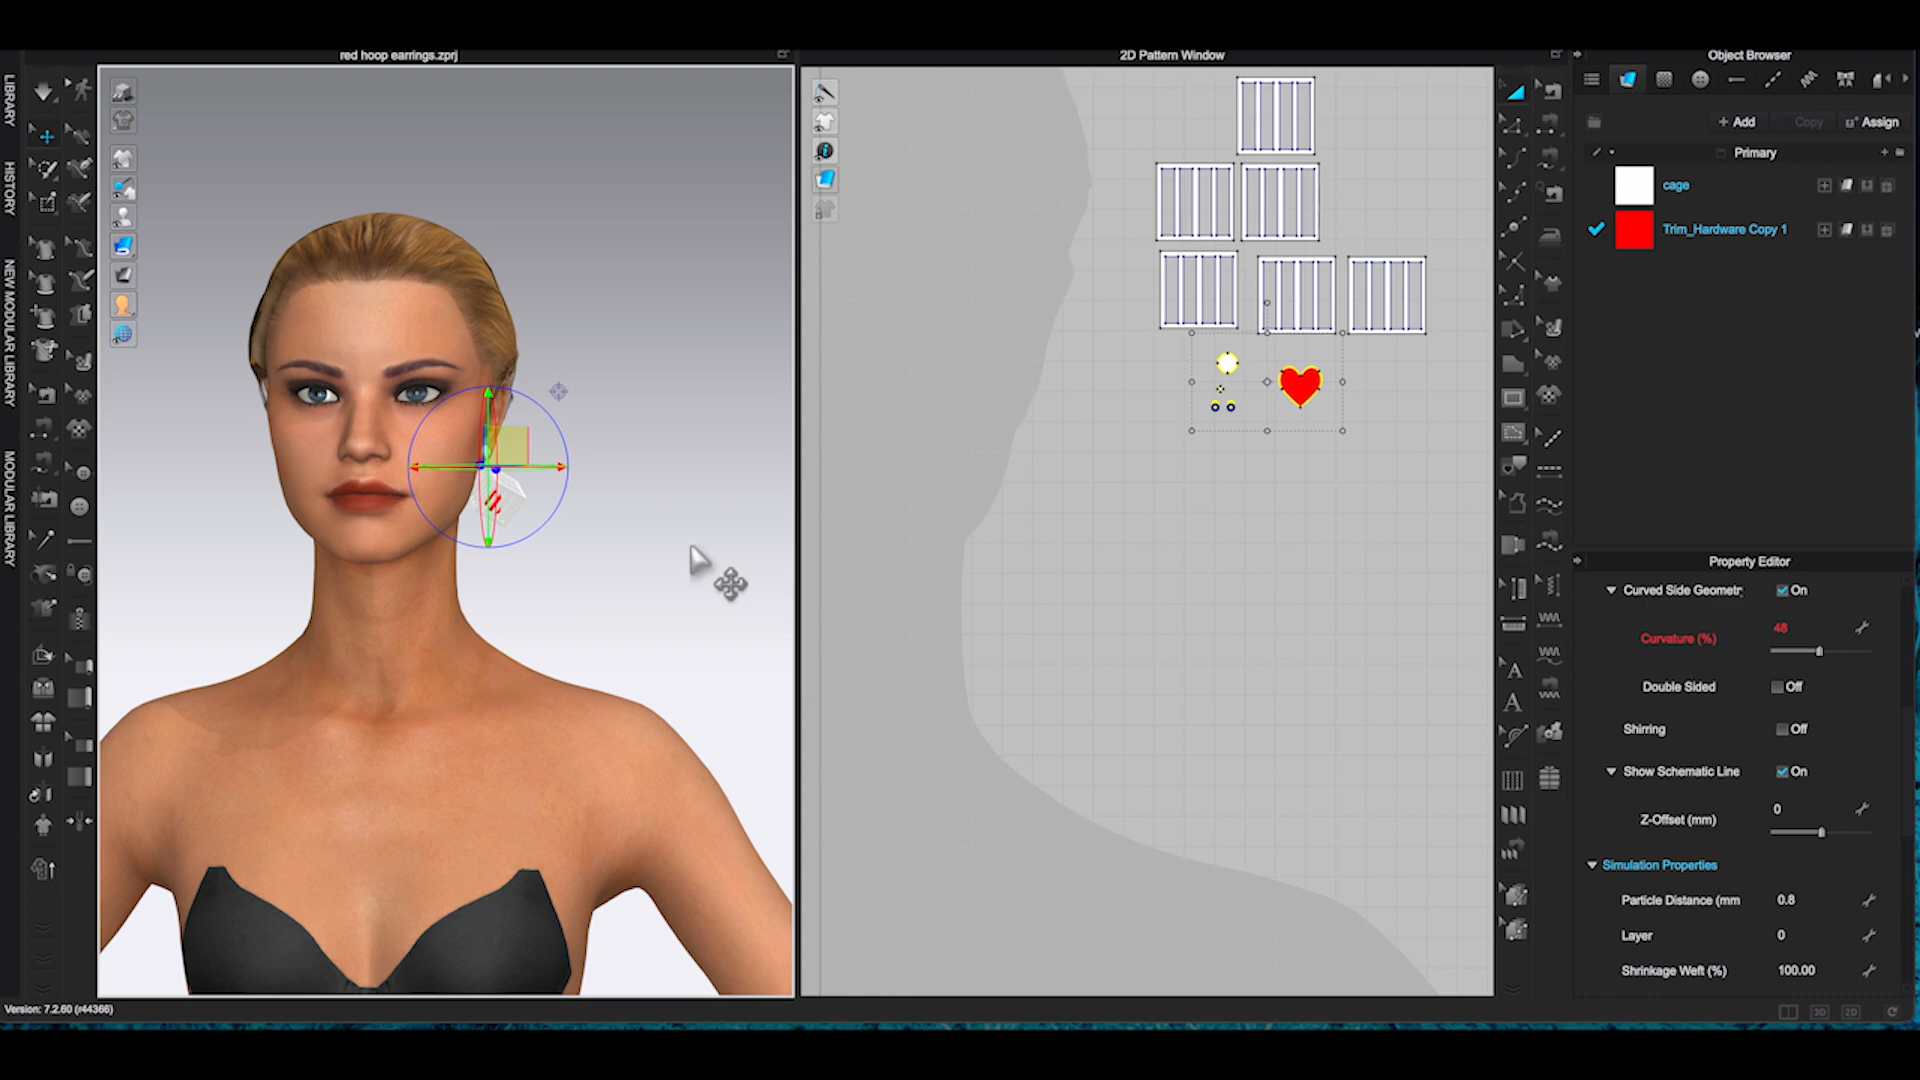 red hoop earrings.zprj
2D Pattern Window
Object Browser
LIBRARY
HISTORY
NEW MODULAR LIBRARY
MODULAR LIBRARY
+ Add
Copy
Assign
Primary
cage
Trim_Hardware Copy 1
Property Editor
Curved Side Geometr
On
Curvature (%)
48
Double Sided
Off
Shirring
Off
Show Schematic Line
On
Z-Offset (mm)
0
Simulation Properties
Particle Distance (mm
0.8
Layer
0
Shrinkage Weft (%)
100.00
Version: 7.2.60 (r44366)
3D
2D